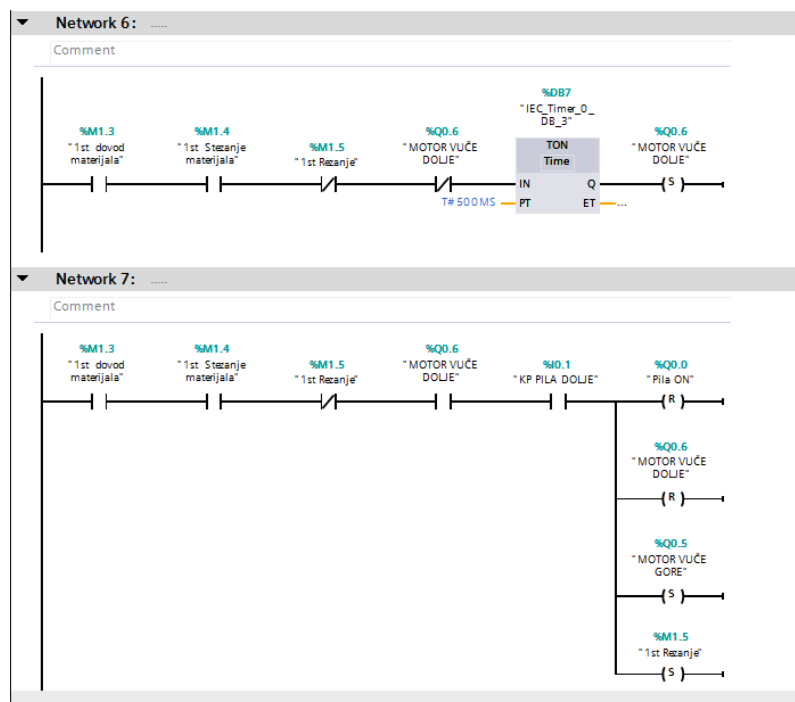 Network 6: .....
Comment
%DB7
"IEC_Timer_0_
DB_3"
%M1.3
"1st dovod
materijala"
%M1.4
"1st Stezanje
materijala"
%M1.5
"1st Rezanje"
%Q0.6
"MOTOR VUČE
DOLJE"
TON
Time
%Q0.6
"MOTOR VUČE
DOLJE"
IN
Q
S
T#500MS
PT
ET
...
Network 7: .....
Comment
%M1.3
"1st dovod
materijala"
%M1.4
"1st Stezanje
materijala"
%M1.5
"1st Rezanje"
%Q0.6
"MOTOR VUČE
DOLJE"
%I0.1
"KP PILA DOLJE"
%Q0.0
"Pila ON"
R
%Q0.6
"MOTOR VUČE
DOLJE"
R
%Q0.5
"MOTOR VUČE
GORE"
S
%M1.5
"1st Rezanje"
S